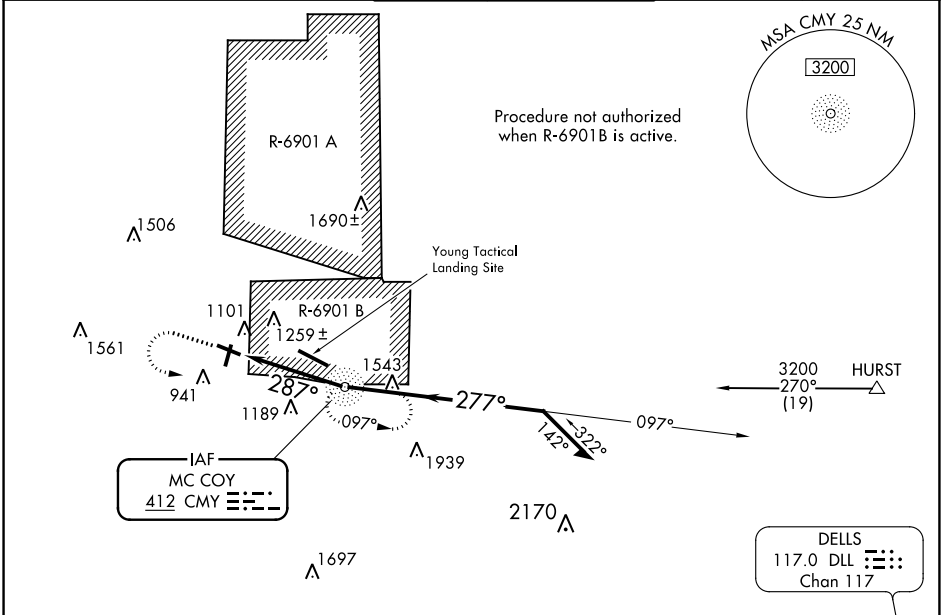 MSA CMY 25 NM
3200
Procedure not authorized
when R-6901B is active.
R-6901 A
1690±
1506
Young Tactical
Landing Site
R-6901 B
1101
1259±
1561
1543
941
287°
1189
097°
277°
097°
142°
322°
3200
270°
(19)
HURST
IAF
MC COY
412 CMY
1939
2170
1697
DELLS
117.0 DLL
Chan 117